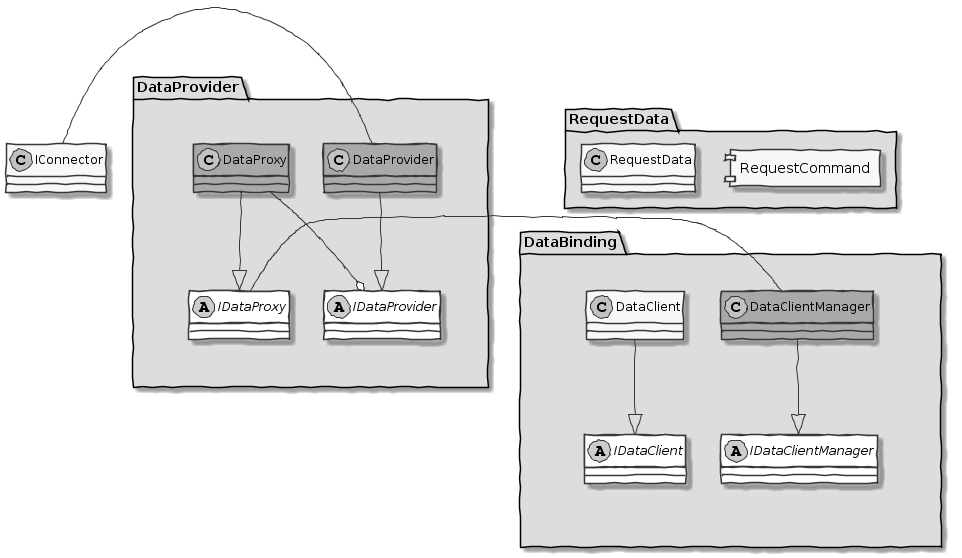 DataProvider
RequestData
C IConnector
C DataProxy
C DataProvider
C RequestData
RequestCommand
DataBinding
A IDataProxy
A IDataProvider
C DataClient
C DataClientManager
A IDataClient
A IDataClientManager